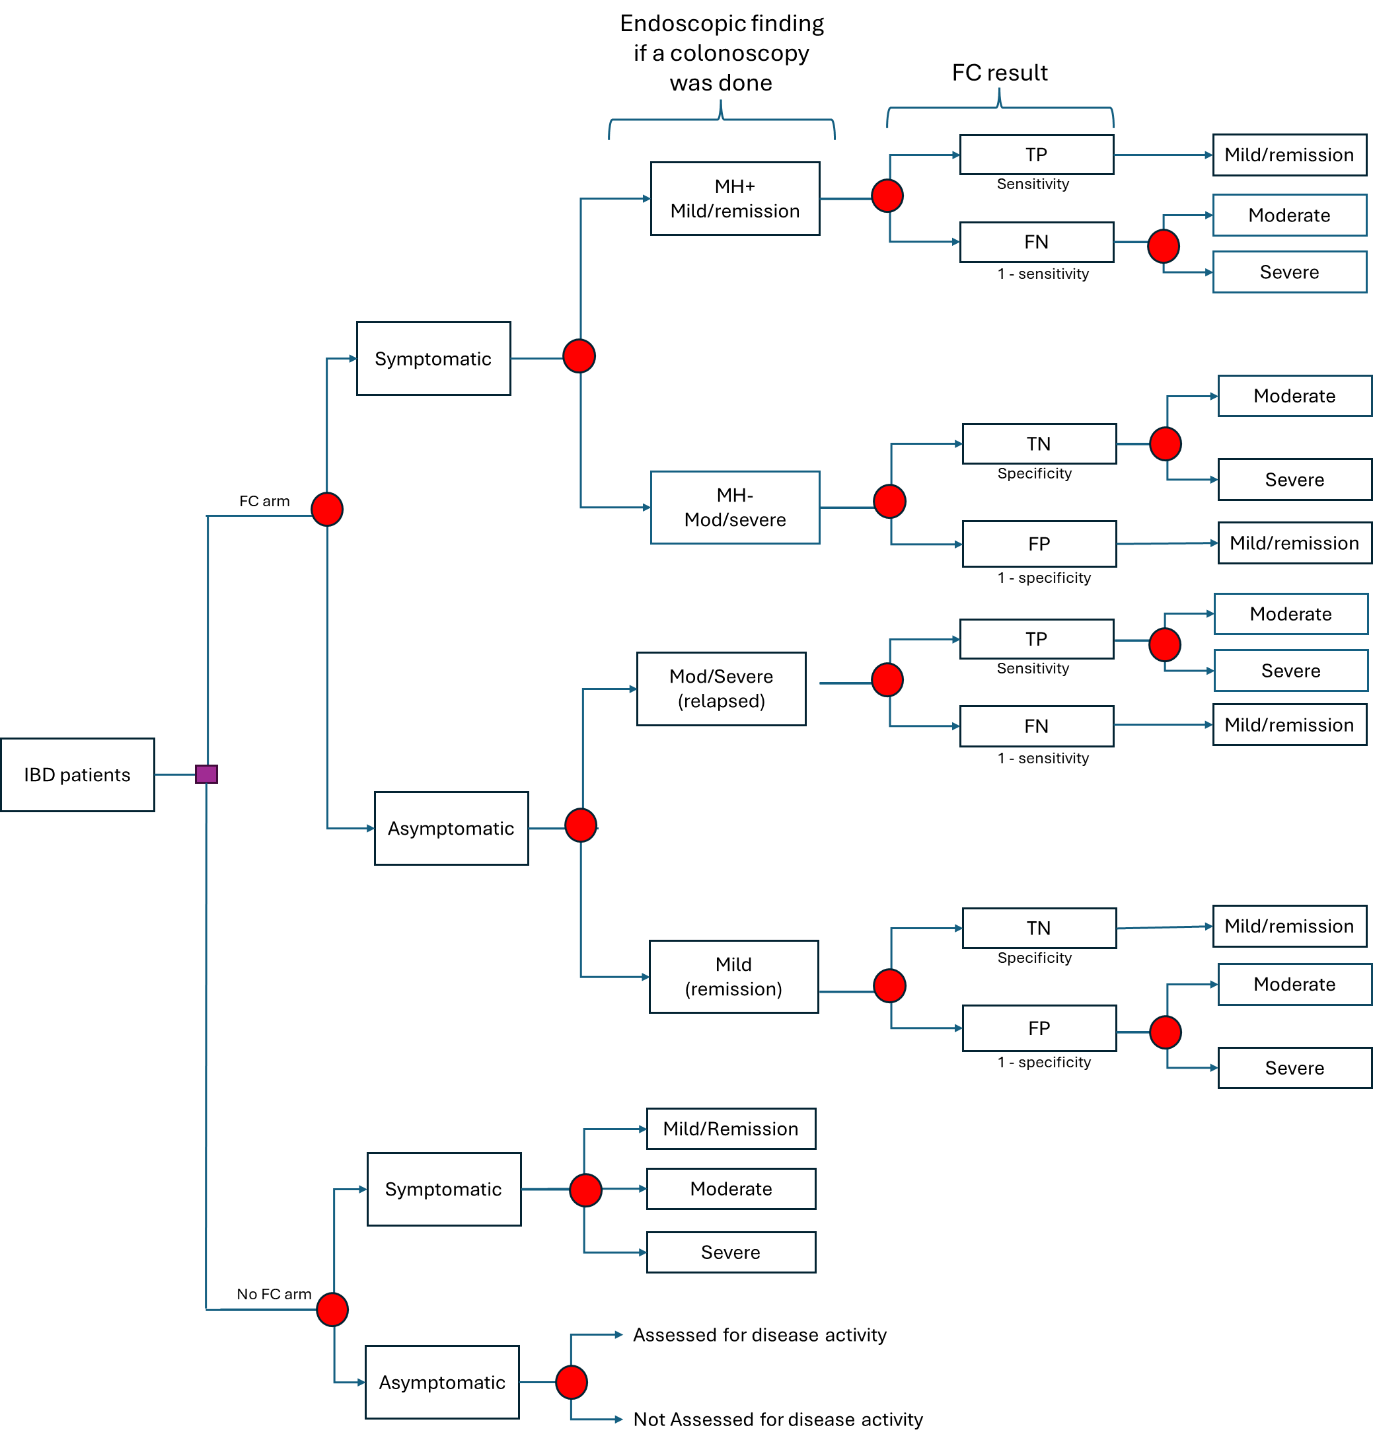 Endoscopic finding
if a colonoscopy
was done
FC result
MH+
Mild/remission
TP
Sensitivity
Mild/remission
FN
1 - sensitivity
Moderate
Severe
Symptomatic
MH-
Mod/severe
TN
Specificity
Moderate
Severe
FP
1 - specificity
Mild/remission
FC arm
Mod/Severe
(relapsed)
TP
Sensitivity
Moderate
Severe
FN
1 - sensitivity
Mild/remission
IBD patients
Asymptomatic
Mild
(remission)
TN
Specificity
Mild/remission
FP
1 - specificity
Moderate
Severe
No FC arm
Symptomatic
Mild/Remission
Moderate
Severe
Asymptomatic
Assessed for disease activity
Not Assessed for disease activity